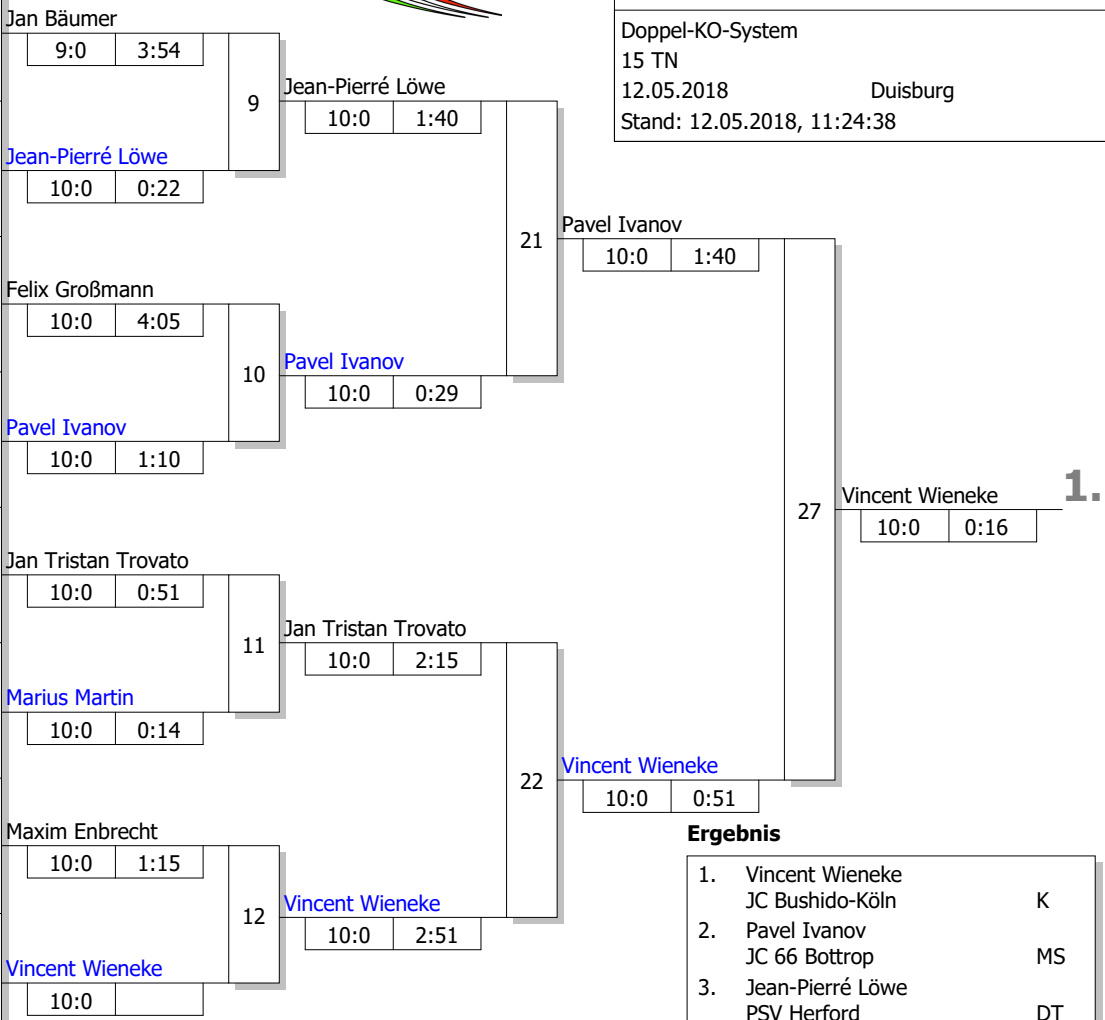 Doppel-KO-System
15 TN
12.05.2018 Duisburg
Stand: 12.05.2018, 11:24:38
Jan Bäumer
9:0 3:54
9
Jean-Pierré Löwe
10:0 1:40
Jean-Pierré Löwe
10:0 0:22
21
Pavel Ivanov
10:0 1:40
Felix Großmann
10:0 4:05
10
Pavel Ivanov
10:0 0:29
Pavel Ivanov
10:0 1:10
27
Vincent Wieneke 1.
10:0 0:16
Jan Tristan Trovato
10:0 0:51
11
Jan Tristan Trovato
10:0 2:15
Marius Martin
10:0 0:14
22
Vincent Wieneke
10:0 0:51
Maxim Enbrecht
10:0 1:15
12
Vincent Wieneke
10:0 2:51
Vincent Wieneke
10:0
Ergebnis
1. Vincent Wieneke
JC Bushido-Köln K
2. Pavel Ivanov
JC 66 Bottrop MS
3. Jean-Pierré Löwe
PSV Herford DT